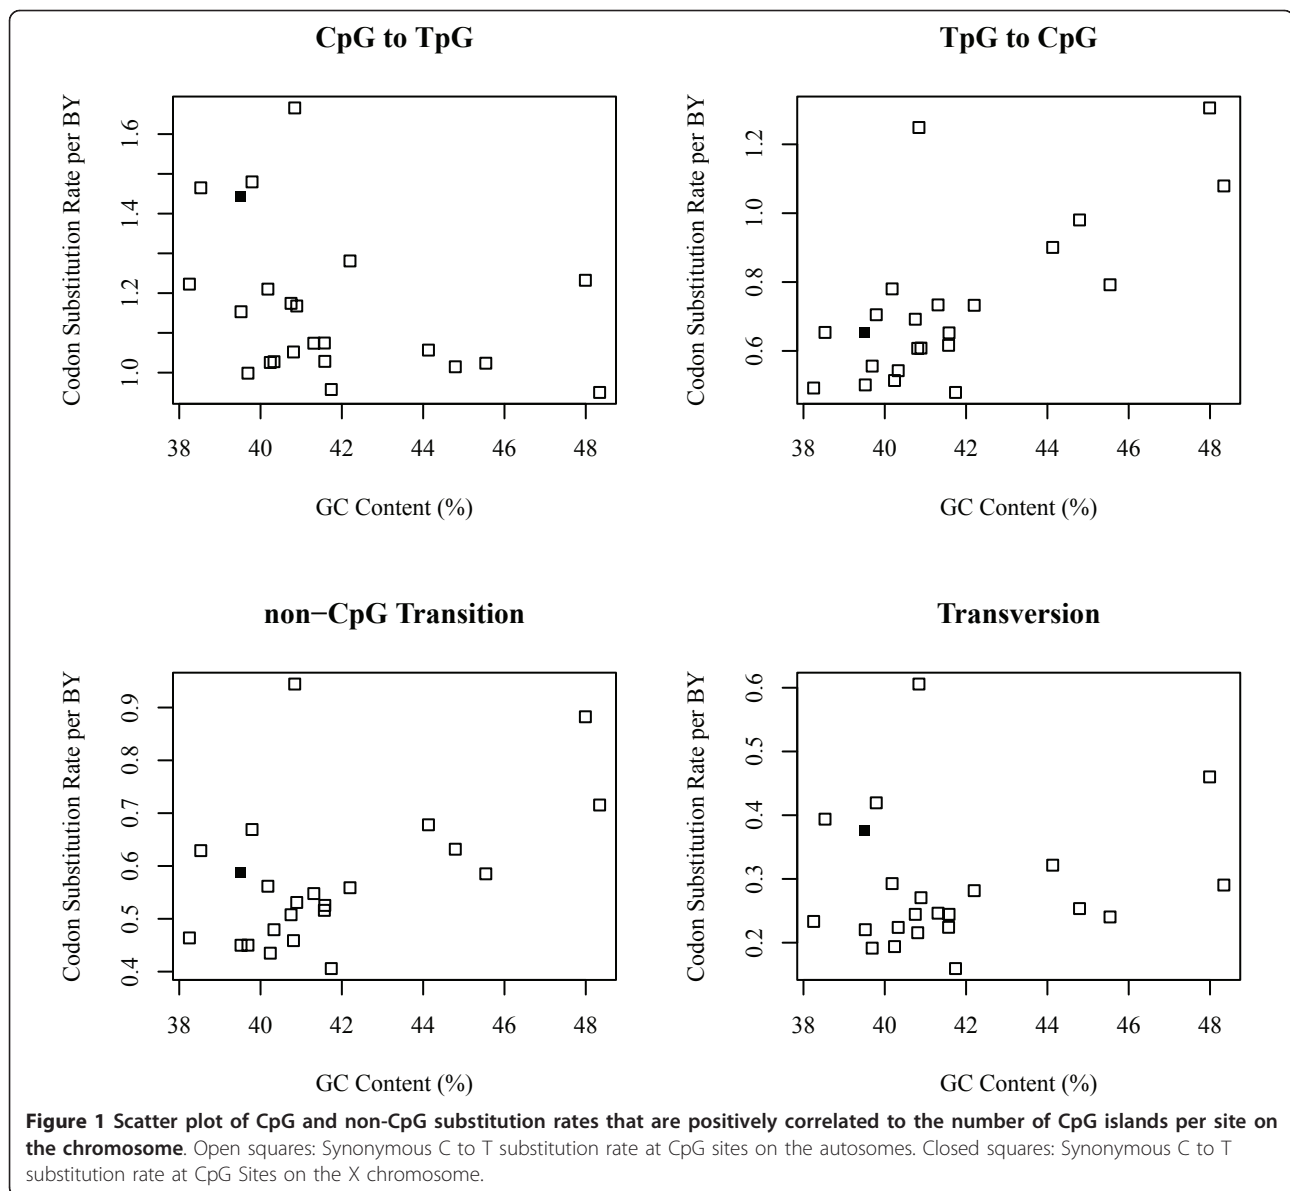 CpG to TpG
Codon Substitution Rate per BY
1.0 1.2 1.4 1.6
38 40 42 44 46 48
GC Content (%)
TpG to CpG
Codon Substitution Rate per BY
0.6 0.8 1.0 1.2
38 40 42 44 46 48
GC Content (%)
non−CpG Transition
Codon Substitution Rate per BY
0.4 0.5 0.6 0.7 0.8 0.9
38 40 42 44 46 48
GC Content (%)
Transversion
Codon Substitution Rate per BY
0.2 0.3 0.4 0.5 0.6
38 40 42 44 46 48
GC Content (%)
Figure 1 Scatter plot of CpG and non-CpG substitution rates that are positively correlated to the number of CpG islands per site on
the chromosome. Open squares: Synonymous C to T substitution rate at CpG sites on the autosomes. Closed squares: Synonymous C to T
substitution rate at CpG Sites on the X chromosome.